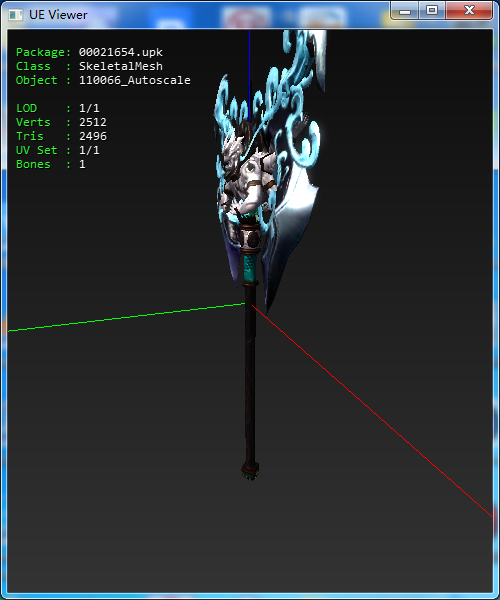 UE Viewer
Package: 00021654.upk
Class : SkeletalMesh
Object : 110066_Autoscale
LOD : 1/1
Verts : 2512
Tris : 2496
UV Set : 1/1
Bones : 1